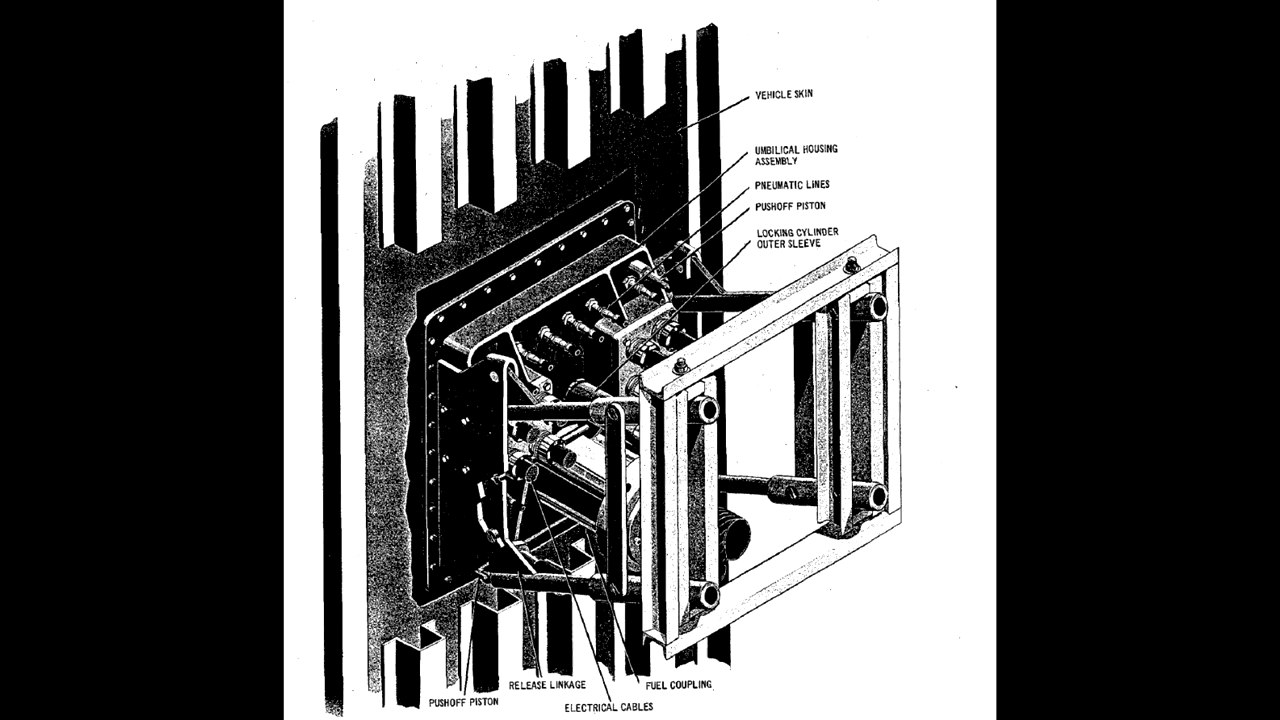 VEHICLE SKIN
UMBILICAL HOUSING
ASSEMBLY
PNEUMATIC LINES
PUSHOFF PISTON
LOCKING CYLINDER
OUTER SLEEVE
RELEASE LINKAGE
FUEL COUPLING
PUSHOFF PISTON
ELECTRICAL CABLES